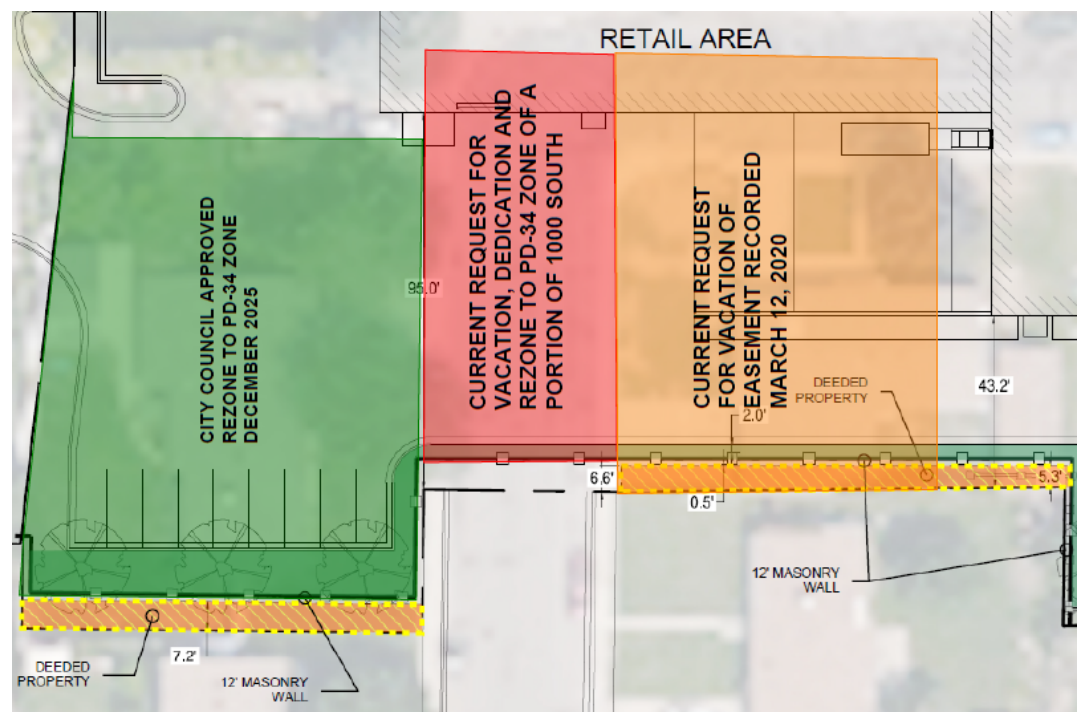 RETAIL AREA
CITY COUNCIL APPROVED
REZONE TO PD-34 ZONE
DECEMBER 2025
95.0'
CURRENT REQUEST FOR
VACATION, DEDICATION AND
REZONE TO PD-34 ZONE OF A
PORTION OF 1000 SOUTH
CURRENT REQUEST
FOR VACATION OF
EASEMENT RECORDED
MARCH 12, 2020
DEEDED
PROPERTY
43.2'
2.0'
6.6'
0.5'
5.3'
12' MASONRY
WALL
DEEDED
PROPERTY
7.2'
12' MASONRY
WALL